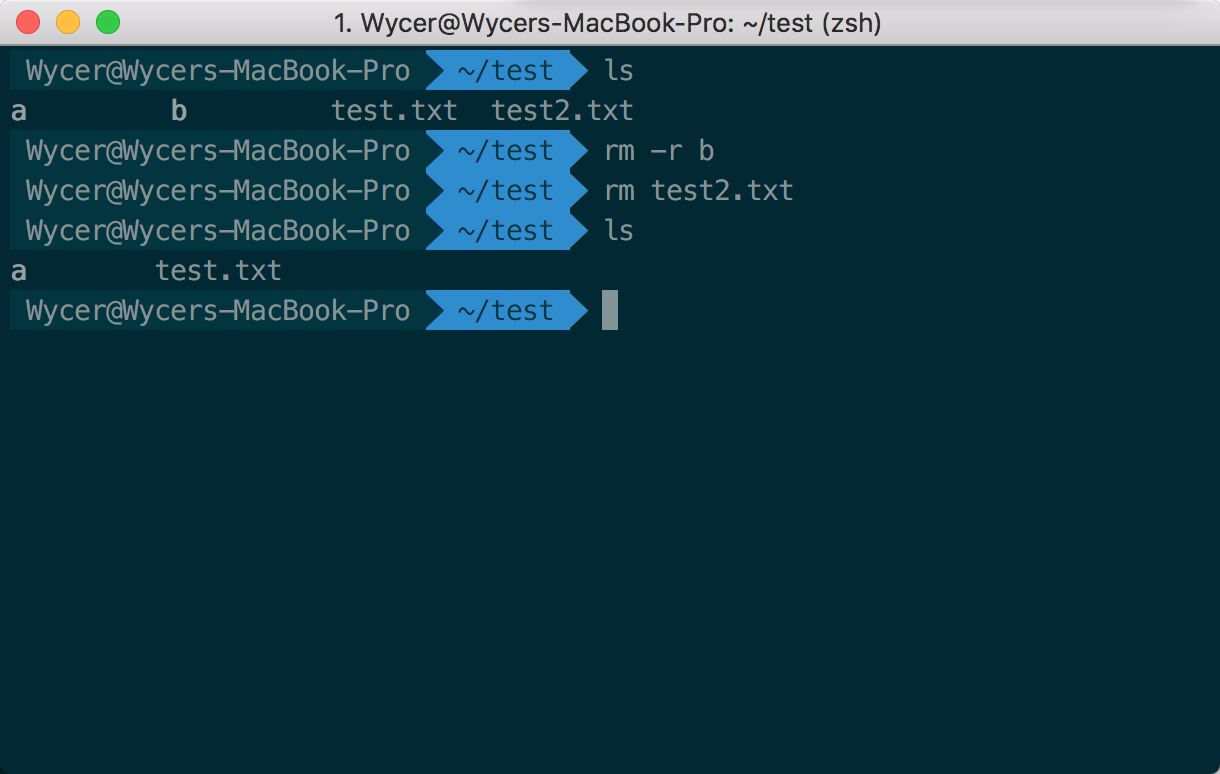 1. Wycer@Wycers-MacBook-Pro: ~/test (zsh)
Wycer@Wycers-MacBook-Pro ~/test ls
a b test.txt test2.txt
Wycer@Wycers-MacBook-Pro ~/test rm -r b
Wycer@Wycers-MacBook-Pro ~/test rm test2.txt
Wycer@Wycers-MacBook-Pro ~/test ls
a test.txt
Wycer@Wycers-MacBook-Pro ~/test